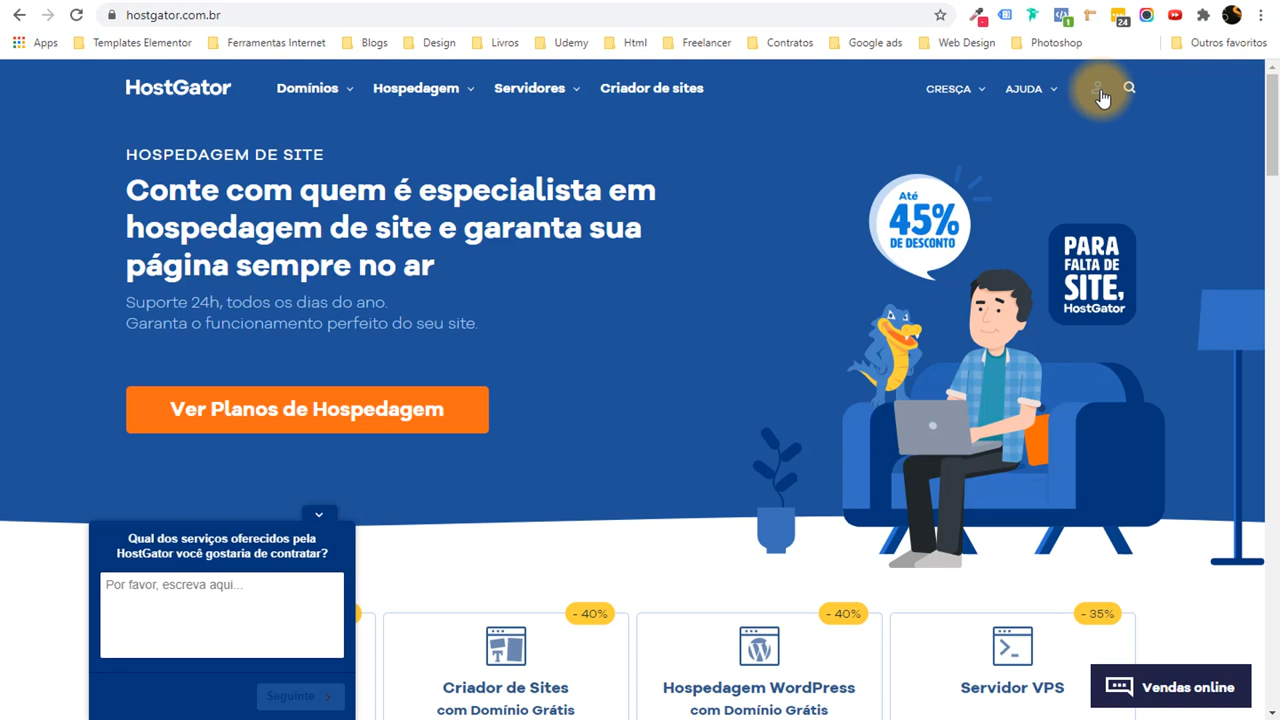 hostgator.com.br
1
24
Apps
Templates Elementor
Ferramentas Internet
Blogs
Design
Livros
Udemy
Html
Freelancer
Contratos
Google ads
Web Design
Photoshop
Outros favoritos
HostGator
Domínios
Hospedagem
Servidores
Criador de sites
CRESÇA
AJUDA
HOSPEDAGEM DE SITE
Conte com quem é especialista em
hospedagem de site e garanta sua
página sempre no ar
Suporte 24h, todos os dias do ano.
Garanta o funcionamento perfeito do seu site.
Ver Planos de Hospedagem
Até
45%
DE DESCONTO
PARA
FALTA DE
SITE,
HostGator
Qual dos serviços oferecidos pela
HostGator você gostaria de contratar?
Por favor, escreva aqui...
Seguinte
- 40%
Criador de Sites
com Domínio Grátis
- 40%
Hospedagem WordPress
com Domínio Grátis
- 35%
Servidor VPS
Vendas online